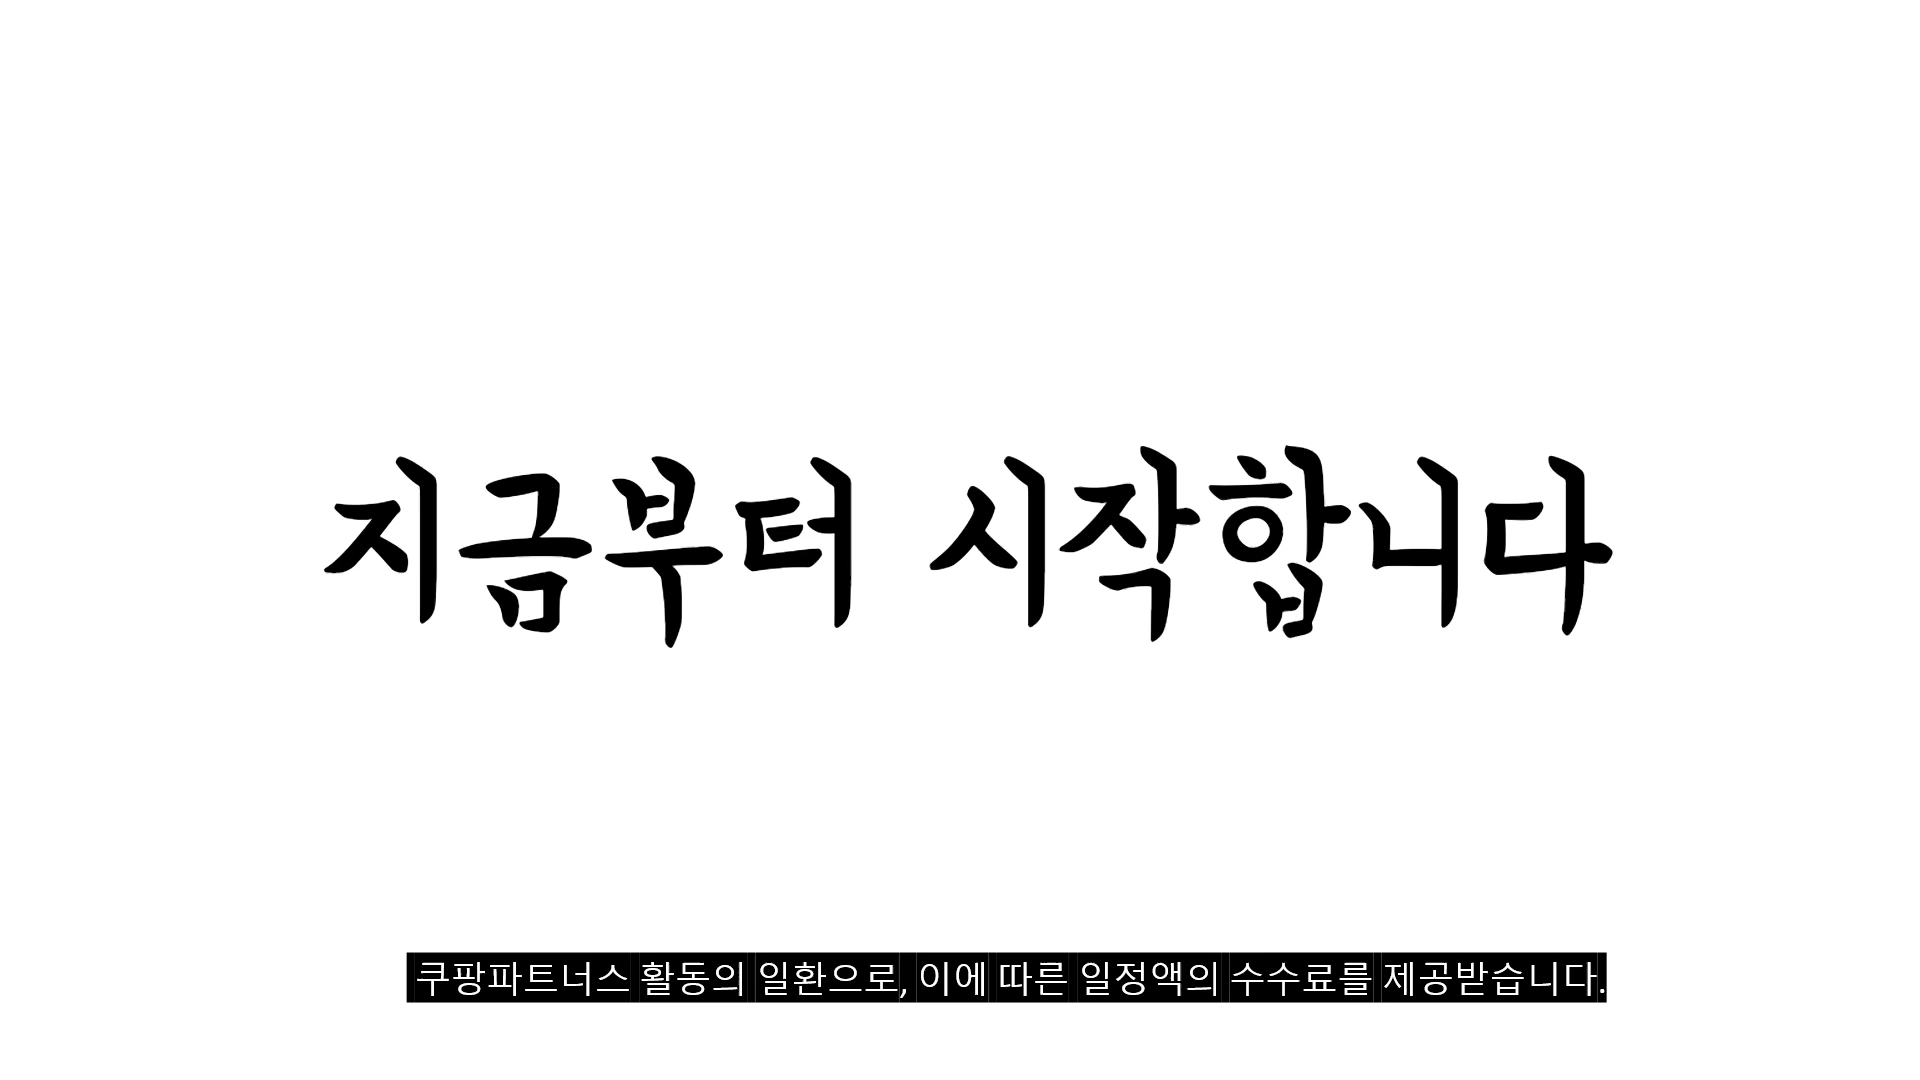 지금부터 시작합니다
쿠팡파트너스 활동의 일환으로, 이에 따른 일정액의 수수료를 제공받습니다.